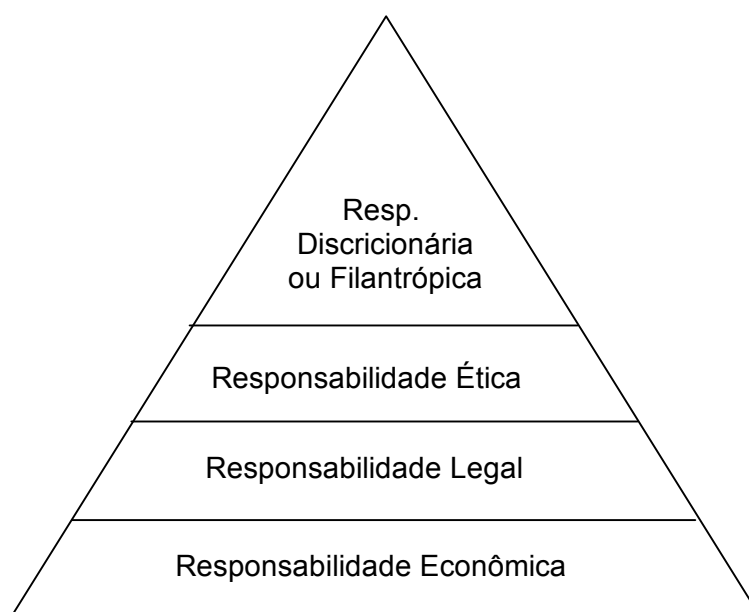 Resp.
Discricionária
ou Filantrópica
Responsabilidade Ética
Responsabilidade Legal
Responsabilidade Econômica